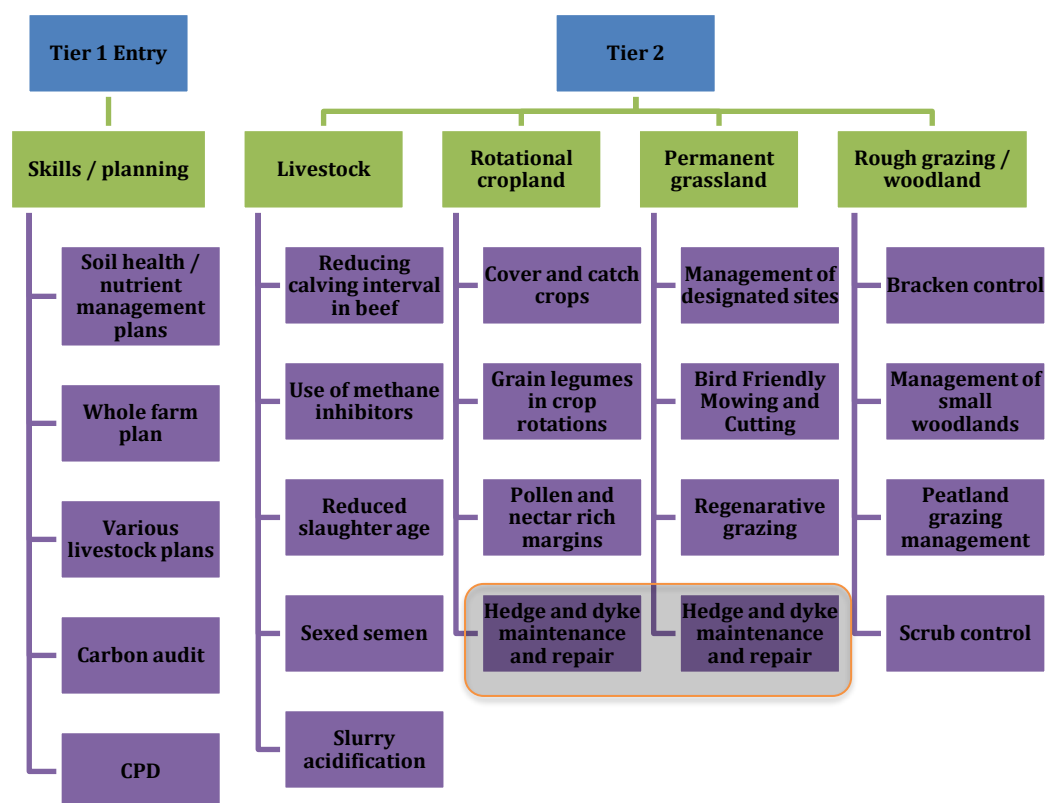 Tier 1 Entry
Skills / planning
Soil health /
nutrient
management
plans
Whole farm
plan
Various
livestock plans
Carbon audit
CPD
Tier 2
Livestock
Reducing
calving interval
in beef
Use of methane
inhibitors
Reduced
slaughter age
Sexed semen
Slurry
acidification
Rotational
cropland
Cover and catch
crops
Grain legumes
in crop
rotations
Pollen and
nectar rich
margins
Hedge and dyke
maintenance
and repair
Permanent
grassland
Management of
designated sites
Bird Friendly
Mowing and
Cutting
Regenarative
grazing
Hedge and dyke
maintenance
and repair
Rough grazing /
woodland
Bracken control
Management of
small
woodlands
Peatland
grazing
management
Scrub control